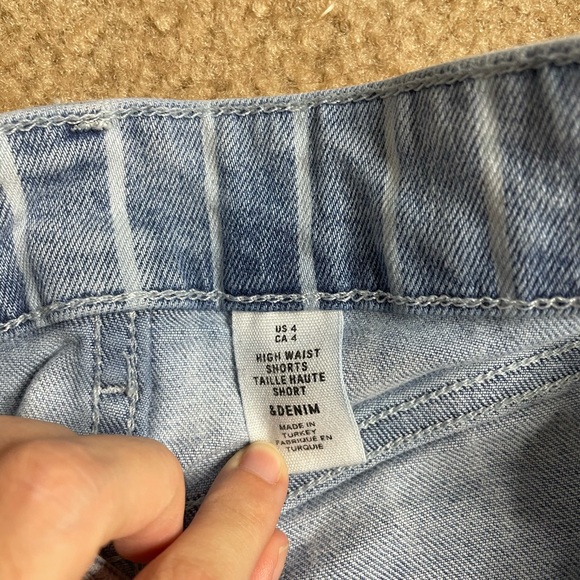 US 4
CA 4
HIGH WAIST
SHORTS
TAILLE HAUTE
SHORT
&DENIM
MADE IN
TURKEY
FABRIQUÉ EN
TURQUIE